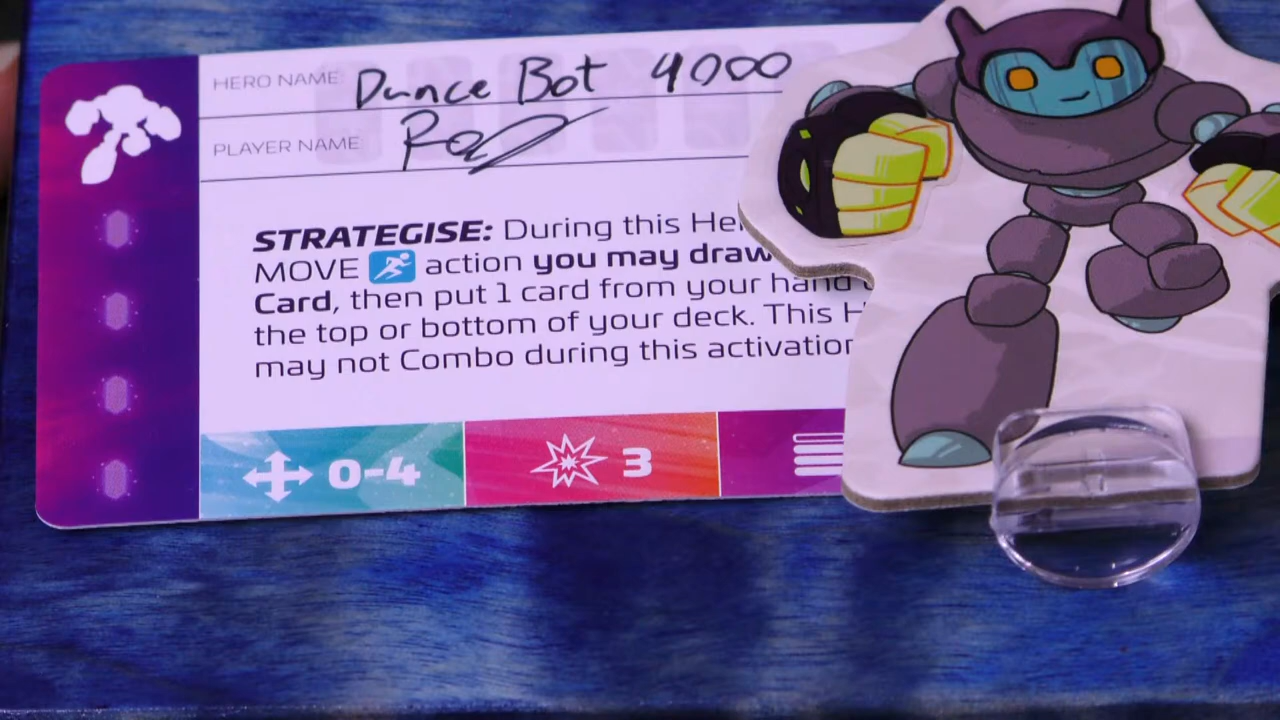 HERO NAME: Dance Bot 4000
PLAYER NAME:
STRATEGISE: During this
MOVE action you may draw
Card, then put 1 card from your hand
the top or bottom of your deck. This
may not Combo during this activation
0-4
3